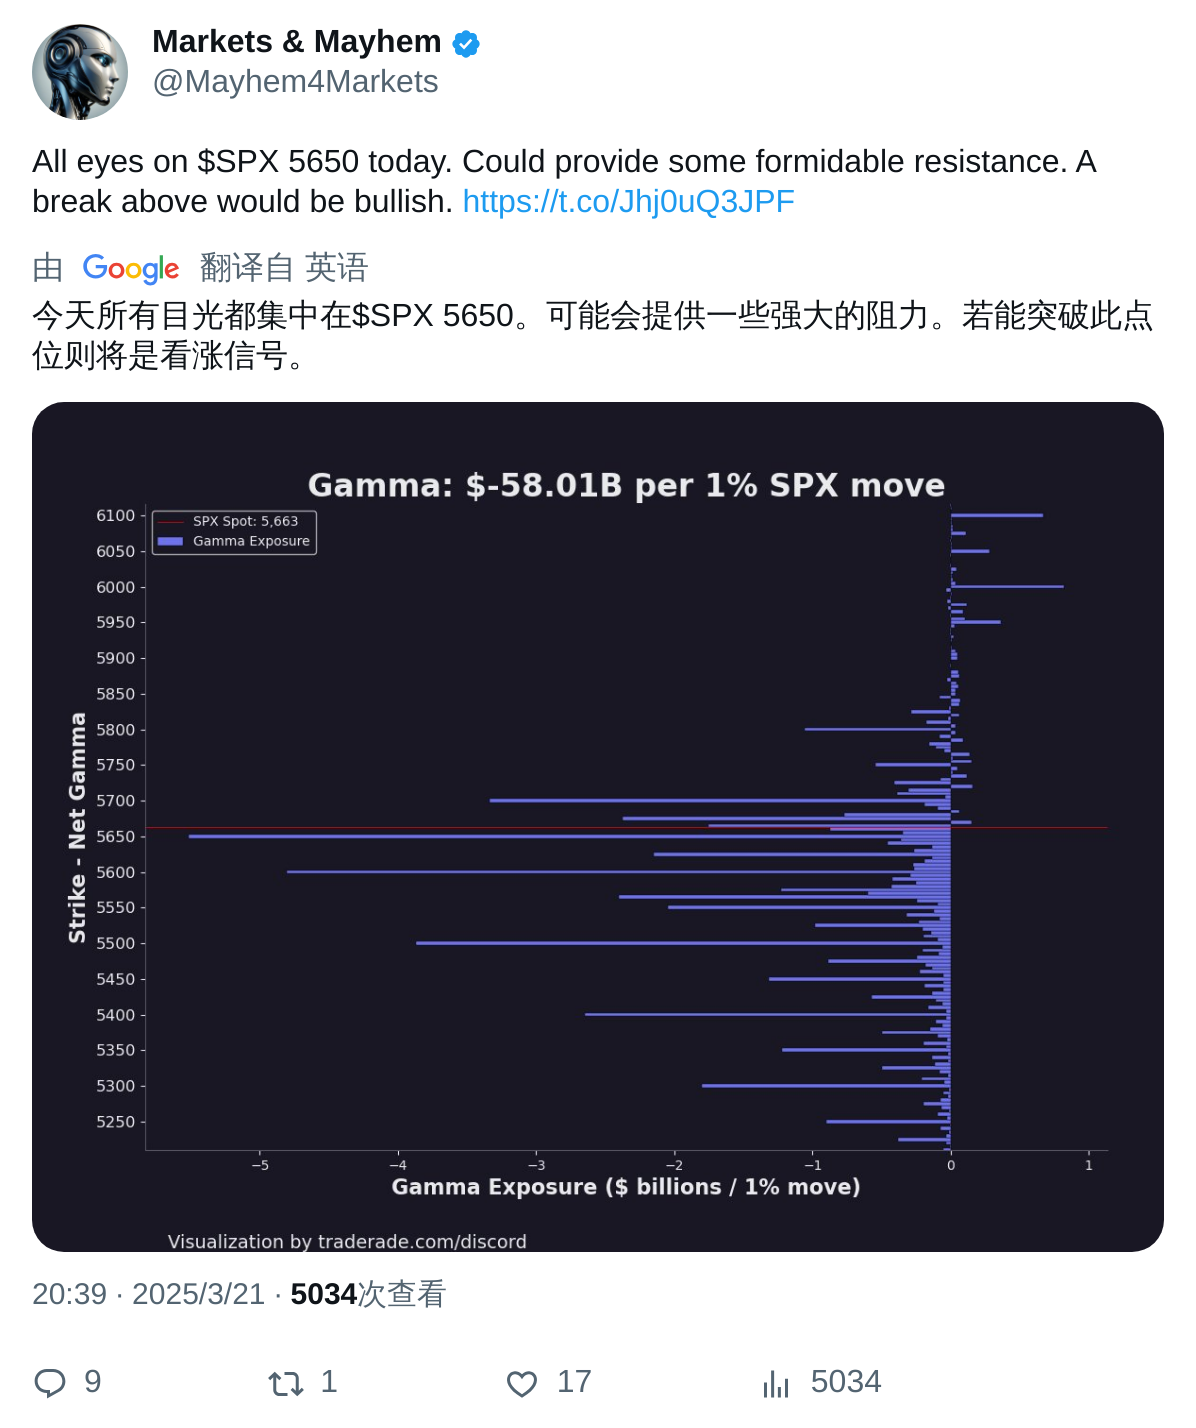 Markets & Mayhem
@Mayhem4Markets
All eyes on $SPX 5650 today. Could provide some formidable resistance. A
break above would be bullish. https://t.co/Jhj0uQ3JPF
由 Google 翻译自 英语
今天所有目光都集中在$SPX 5650。可能会提供一些强大的阻力。若能突破此点
位则将是看涨信号。
Gamma: $-58.01B per 1% SPX move
SPX Spot: 5,663
Gamma Exposure
Strike - Net Gamma
6100
6050
6000
5950
5900
5850
5800
5750
5700
5650
5600
5550
5500
5450
5400
5350
5300
5250
−5 −4 −3 −2 −1 0 1
Gamma Exposure ($ billions / 1% move)
Visualization by traderade.com/discord
20:39 · 2025/3/21 · 5034次查看
9 1 17 5034